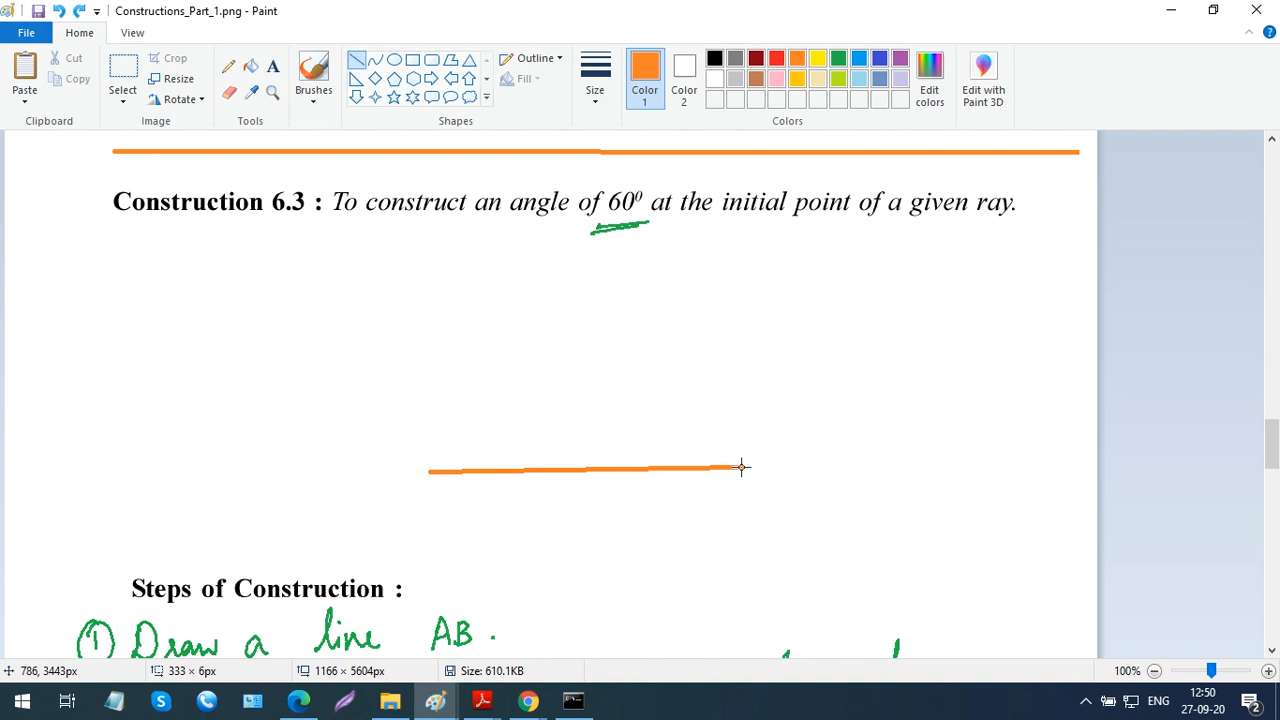 Constructions_Part_1.png - Paint
File Home View
Paste Cut Copy Select Crop Resize Rotate A Brushes Outline Fill Size Color 1 Color 2 Edit colors Edit with Paint 3D
Clipboard Image Tools Shapes Colors
Construction 6.3 : To construct an angle of 60⁰ at the initial point of a given ray.
Steps of Construction :
① Draw a line AB .
786, 3443px 333 × 6px 1166 × 5604px Size: 610.1KB 100%
ENG 12:50
27-09-20 2